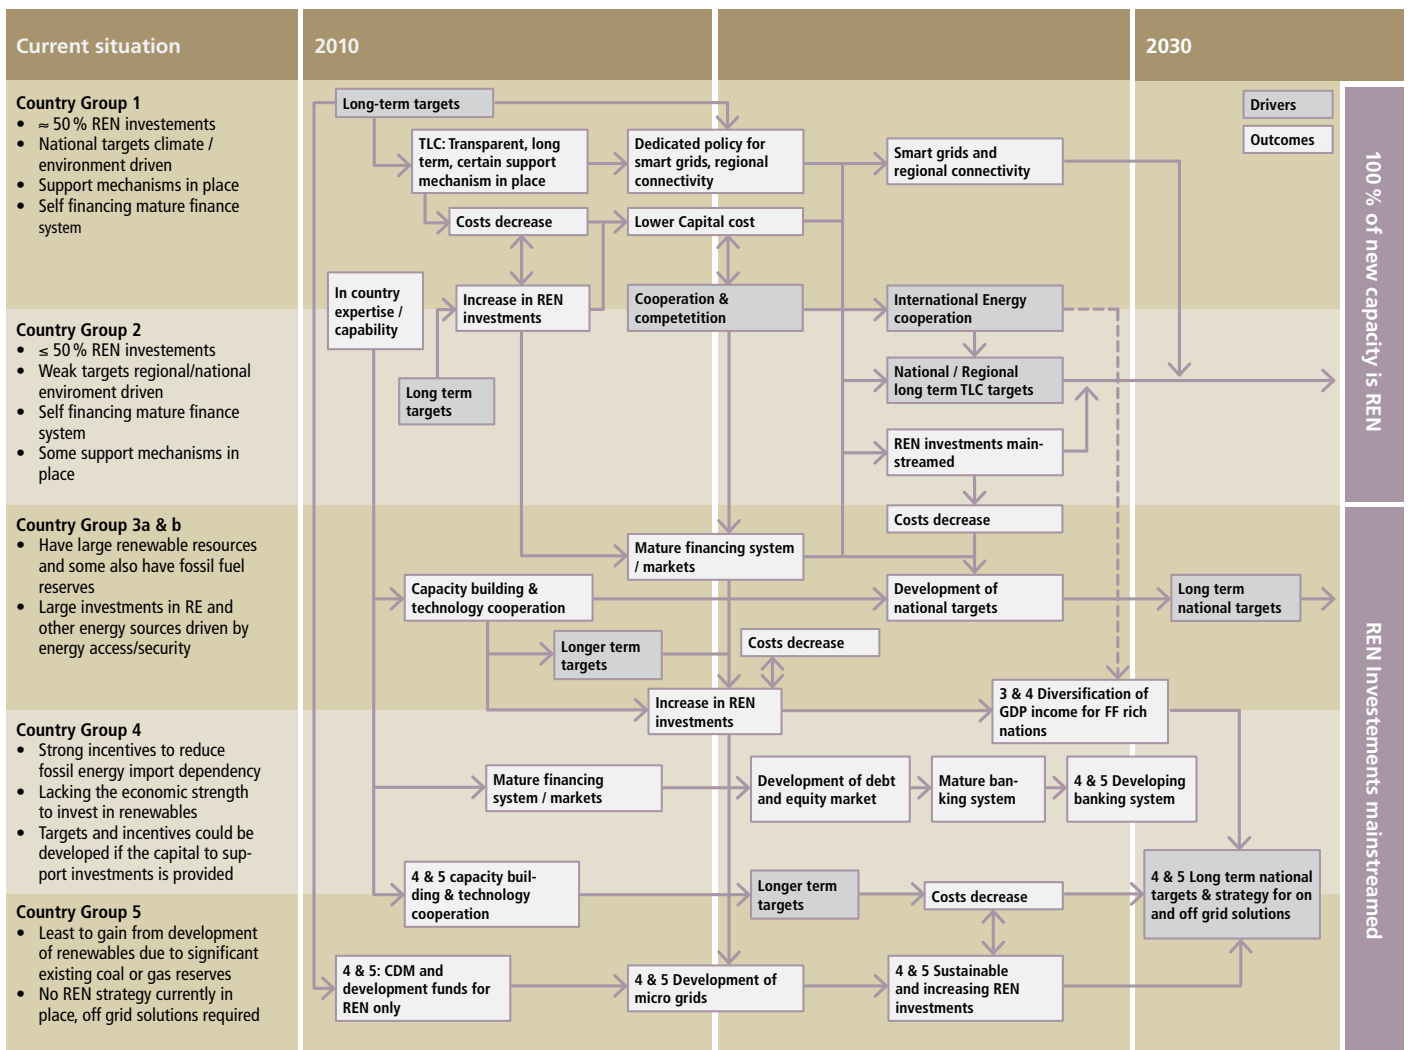 Current situation
2010
2030
Country Group 1
• ≈ 50 % REN investements
• National targets climate /
environment driven
• Support mechanisms in place
• Self financing mature finance
system
Country Group 2
• ≤ 50 % REN investements
• Weak targets regional/national
enviroment driven
• Self financing mature finance
system
• Some support mechanisms in
place
Country Group 3a & b
• Have large renewable resources
and some also have fossil fuel
reserves
• Large investments in RE and
other energy sources driven by
energy access/security
Country Group 4
• Strong incentives to reduce
fossil energy import dependency
• Lacking the economic strength
to invest in renewables
• Targets and incentives could be
developed if the capital to sup-
port investments is provided
Country Group 5
• Least to gain from development
of renewables due to significant
existing coal or gas reserves
• No REN strategy currently in
place, off grid solutions required
Long-term targets
Drivers
Outcomes
TLC: Transparent, long
term, certain support
mechanism in place
Dedicated policy for
smart grids, regional
connectivity
Smart grids and
regional connectivity
Costs decrease
Lower Capital cost
In country
expertise /
capability
Increase in REN
investments
Cooperation &
competetition
International Energy
cooperation
Long term
targets
National / Regional
long term TLC targets
REN investments main-
streamed
Costs decrease
Mature financing system
/ markets
Capacity building &
technology cooperation
Development of
national targets
Long term
national targets
Longer term
targets
Costs decrease
Increase in REN
investments
3 & 4 Diversification of
GDP income for FF rich
nations
Mature financing
system / markets
Development of debt
and equity market
Mature ban-
king system
4 & 5 Developing
banking system
4 & 5 capacity buil-
ding & technology
cooperation
Longer term
targets
Costs decrease
4 & 5 Long term national
targets & strategy for on
and off grid solutions
4 & 5: CDM and
development funds for
REN only
4 & 5 Development of
micro grids
4 & 5 Sustainable
and increasing REN
investments
100 % of new capacity is REN
REN Investements mainstreamed